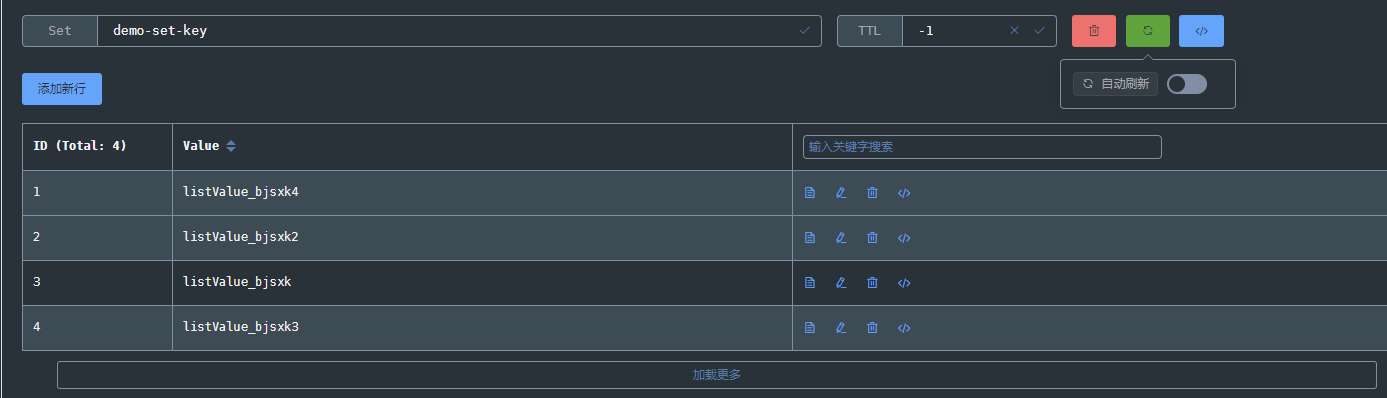 Set demo-set-key TTL -1
自动刷新
添加新行
ID (Total: 4) Value 输入关键字搜索
1 listValue_bjsxk4
2 listValue_bjsxk2
3 listValue_bjsxk
4 listValue_bjsxk3
加载更多